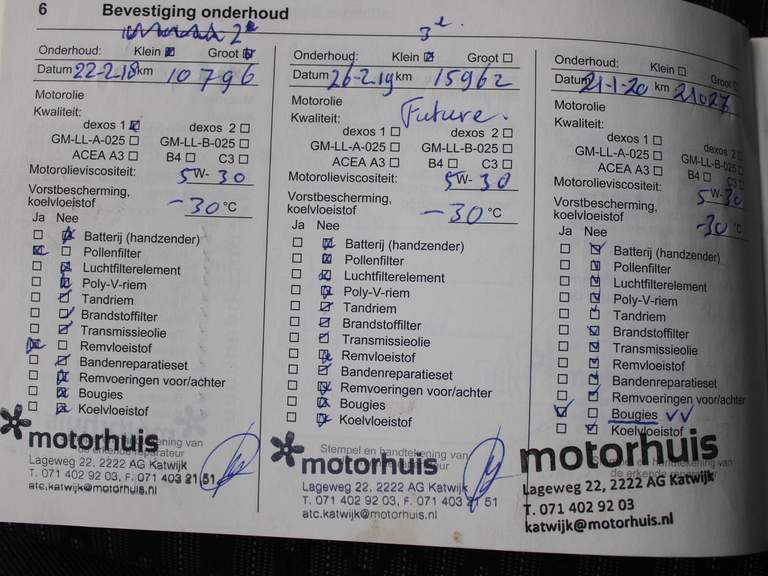 6 Bevestiging onderhoud
2e
Onderhoud: Klein Groot
Datum 22-2-18 km 10796
Motorolie
Kwaliteit:
dexos 1 dexos 2
GM-LL-A-025 GM-LL-B-025
ACEA A3 B4 C3
Motorolieviscositeit: 5W-30
Vorstbescherming,
koelvloeistof -30 °C
Ja Nee
Batterij (handzender)
Pollenfilter
Luchtfilterelement
Poly-V-riem
Tandriem
Brandstoffilter
Transmissieolie
Remvloeistof
Bandenreparatieset
Remvoeringen voor/achter
Bougies
Koelvloeistof
motorhuis
Lageweg 22, 2222 AG Katwijk
T. 071 402 92 03, F. 071 403 21 51
atc.katwijk@motorhuis.nl
3e.
Onderhoud: Klein Groot
Datum 26-2-19 km 15962
Motorolie
Kwaliteit: Future.
dexos 1 dexos 2
GM-LL-A-025 GM-LL-B-025
ACEA A3 B4 C3
Motorolieviscositeit: 5W-30
Vorstbescherming,
koelvloeistof -30 °C
Ja Nee
Batterij (handzender)
Pollenfilter
Luchtfilterelement
Poly-V-riem
Tandriem
Brandstoffilter
Transmissieolie
Remvloeistof
Bandenreparatieset
Remvoeringen voor/achter
Bougies
Koelvloeistof
Stempel en handtekening van
motorhuis
Lageweg 22, 2222 AG Katwijk
T. 071 402 92 03, F. 071 403 21 51
atc.katwijk@motorhuis.nl
Onderhoud: Klein Groot
Datum 21-1-20 km 21027
Motorolie
Kwaliteit:
dexos 1 dexos 2
GM-LL-A-025 GM-LL-B-025
ACEA A3 B4 C3
Motorolieviscositeit: 5W-30
Vorstbescherming,
koelvloeistof -30 °C
Ja Nee
Batterij (handzender)
Pollenfilter
Luchtfilterelement
Poly-V-riem
Tandriem
Brandstoffilter
Transmissieolie
Remvloeistof
Bandenreparatieset
Remvoeringen voor/achter
Bougies
Koelvloeistof
motorhuis
Lageweg 22, 2222 AG Katwijk
T. 071 402 92 03
katwijk@motorhuis.nl